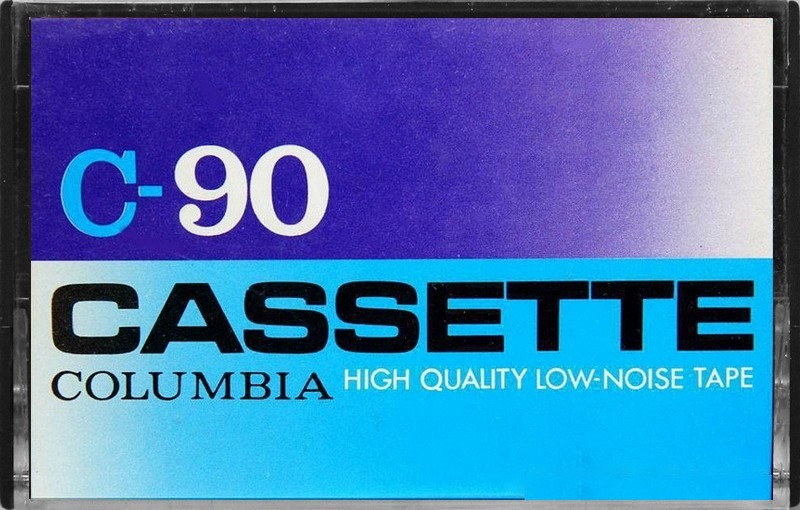 C-90
CASSETTE
COLUMBIA HIGH QUALITY LOW-NOISE TAPE